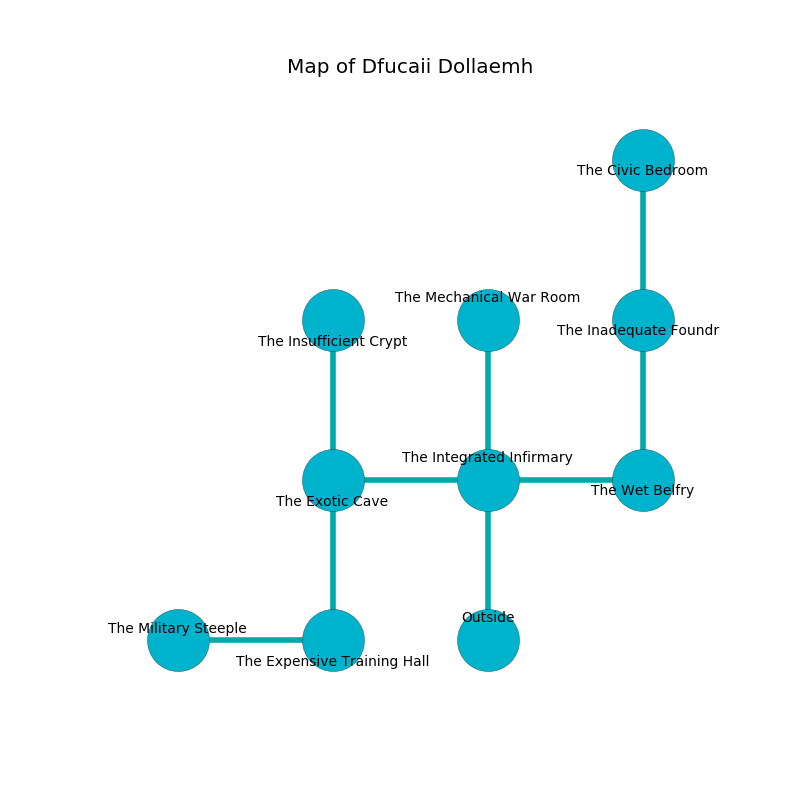 Map of Dfucaii Dollaemh
The Civic Bedroom
The Mechanical War Room
The Inadequate Foundr
The Insufficient Crypt
The Integrated Infirmary
The Wet Belfry
The Exotic Cave
Outside
The Military Steeple
The Expensive Training Hall